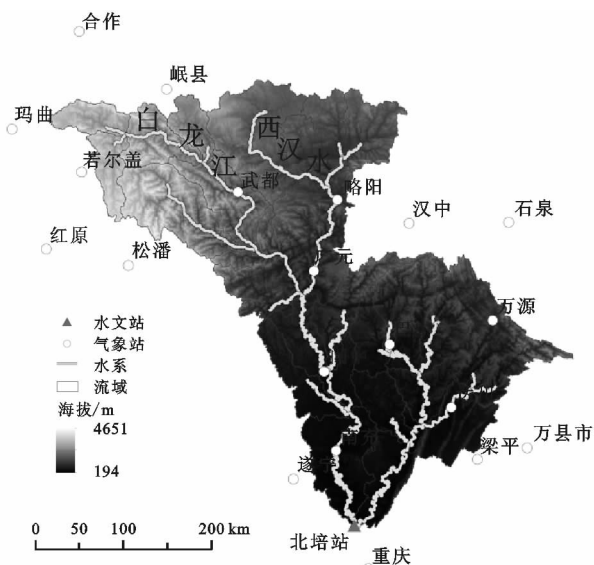 合作
岷县
玛曲
白龙江
西汉水
若尔盖
武都
略阳
汉中
石泉
红原
松潘
元
万源
水文站
气象站
水系
流域
海拔/m
4651
194
梁平
万县市
遂
0 50 100 200 km
北培站
重庆